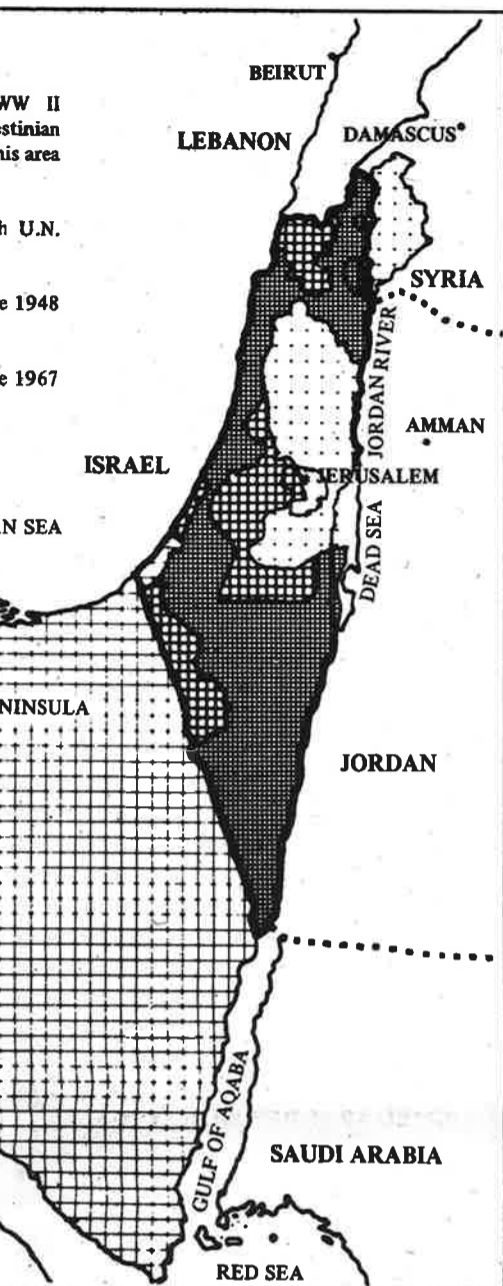 BEIRUT
WW II
estinian
his area
LEBANON
DAMASCUS
h U.N.
SYRIA
e 1948
JORDAN RIVER
e 1967
AMMAN
ISRAEL
JERUSALEM
AN SEA
DEAD SEA
NINSULA
JORDAN
GULF OF AQABA
SAUDI ARABIA
RED SEA